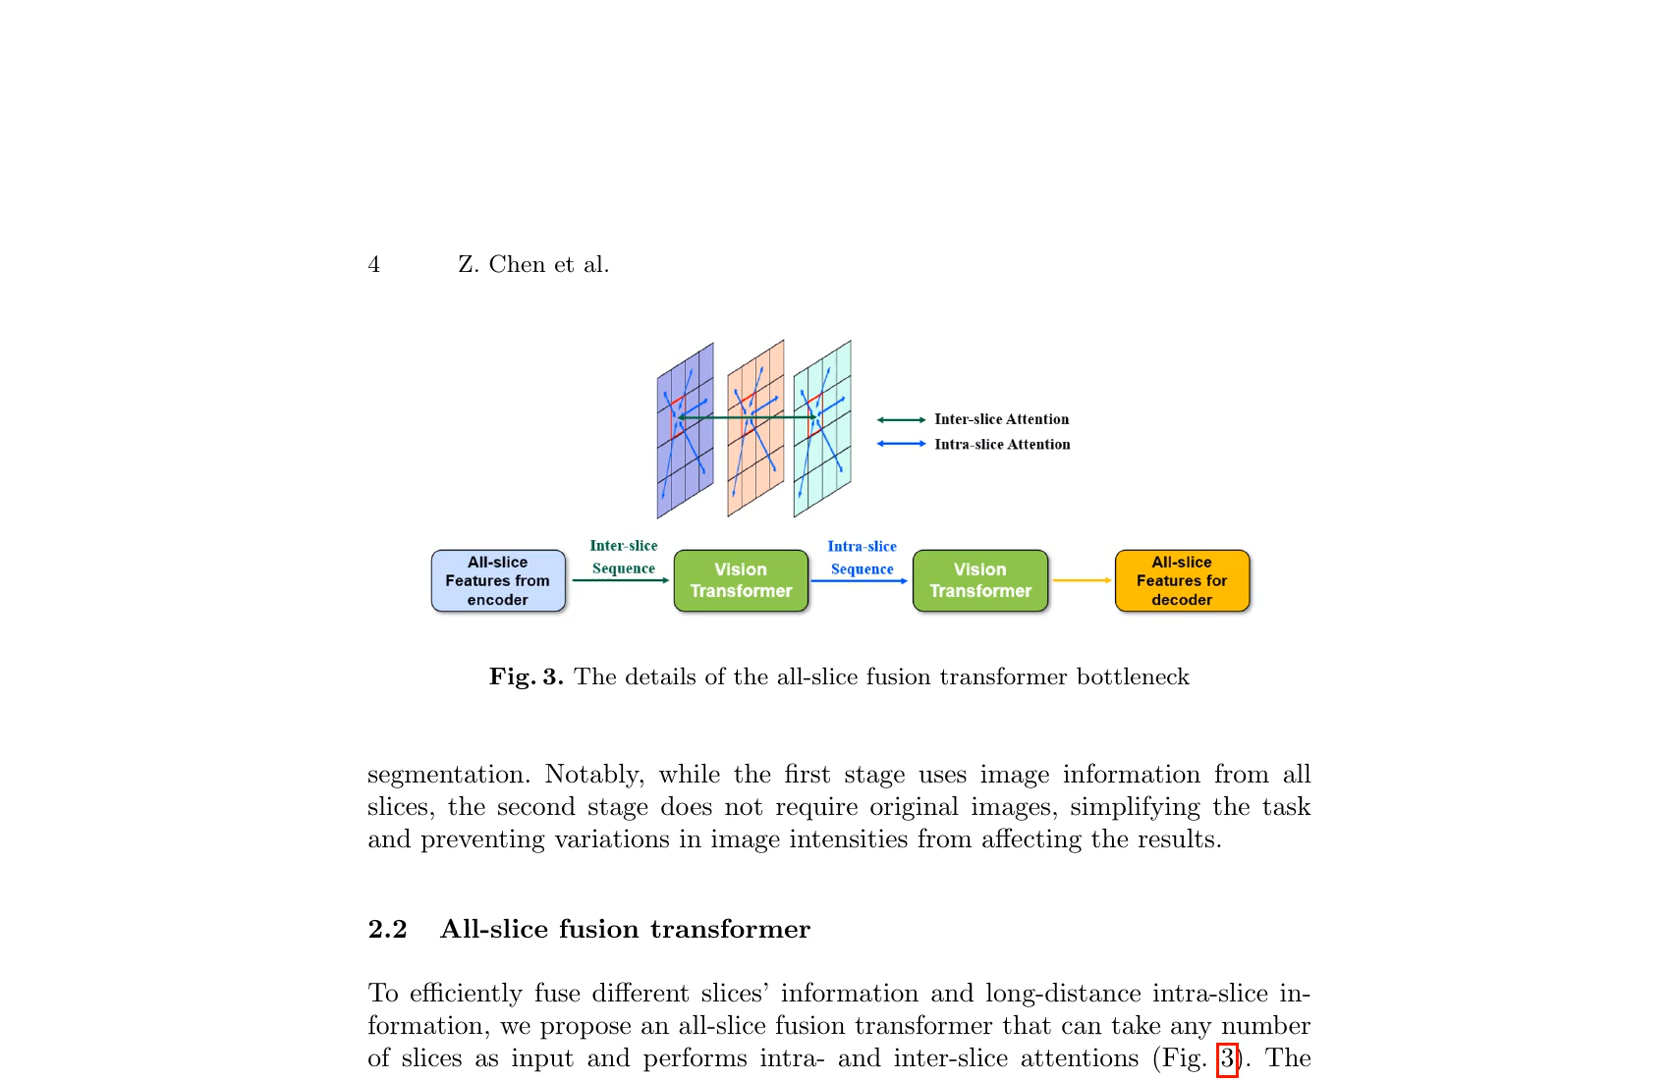 4 Z. Chen et al.
Inter-slice Attention
Intra-slice Attention
All-slice
Features from
encoder
Inter-slice
Sequence
Vision
Transformer
Intra-slice
Sequence
Vision
Transformer
All-slice
Features for
decoder
Fig. 3. The details of the all-slice fusion transformer bottleneck
segmentation. Notably, while the first stage uses image information from all
slices, the second stage does not require original images, simplifying the task
and preventing variations in image intensities from affecting the results.
2.2 All-slice fusion transformer
To efficiently fuse different slices’ information and long-distance intra-slice in-
formation, we propose an all-slice fusion transformer that can take any number
of slices as input and performs intra- and inter-slice attentions (Fig. 3). The